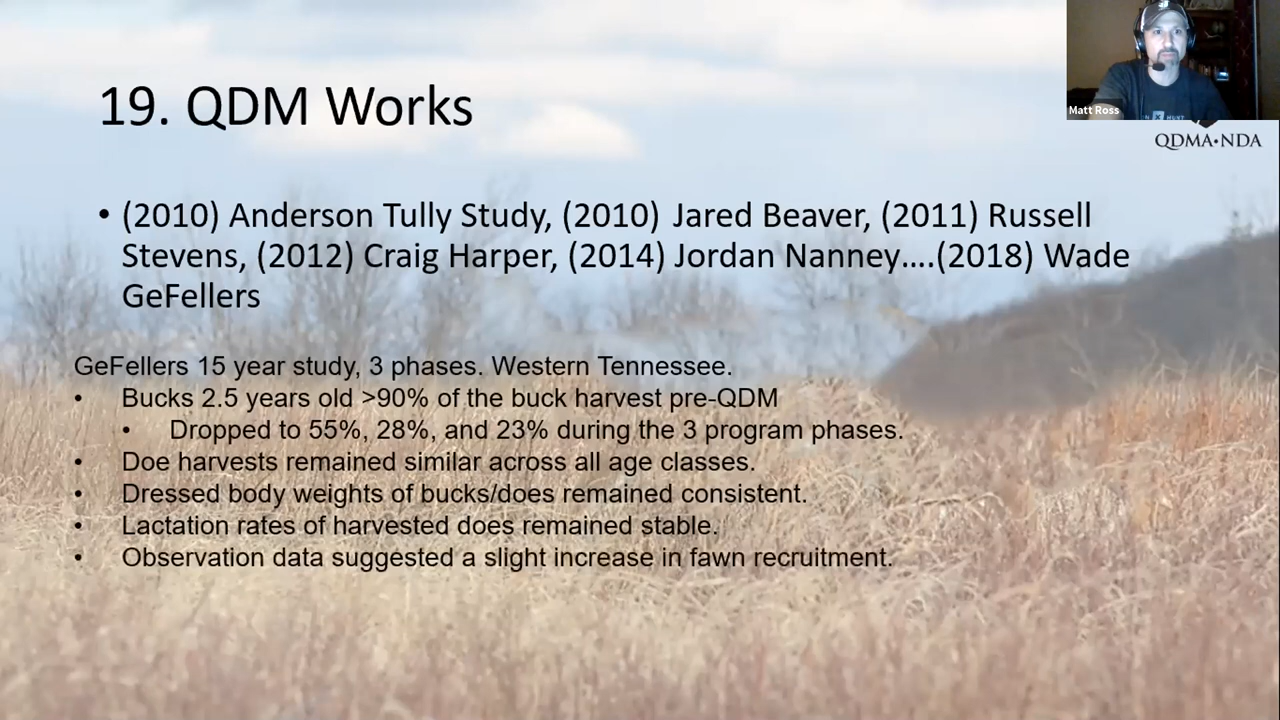 19. QDM Works
Matt Ross
QDMA•NDA
• (2010) Anderson Tully Study, (2010) Jared Beaver, (2011) Russell
Stevens, (2012) Craig Harper, (2014) Jordan Nanney….(2018) Wade
GeFellers
GeFellers 15 year study, 3 phases. Western Tennessee.
• Bucks 2.5 years old >90% of the buck harvest pre-QDM
• Dropped to 55%, 28%, and 23% during the 3 program phases.
• Doe harvests remained similar across all age classes.
• Dressed body weights of bucks/does remained consistent.
• Lactation rates of harvested does remained stable.
• Observation data suggested a slight increase in fawn recruitment.